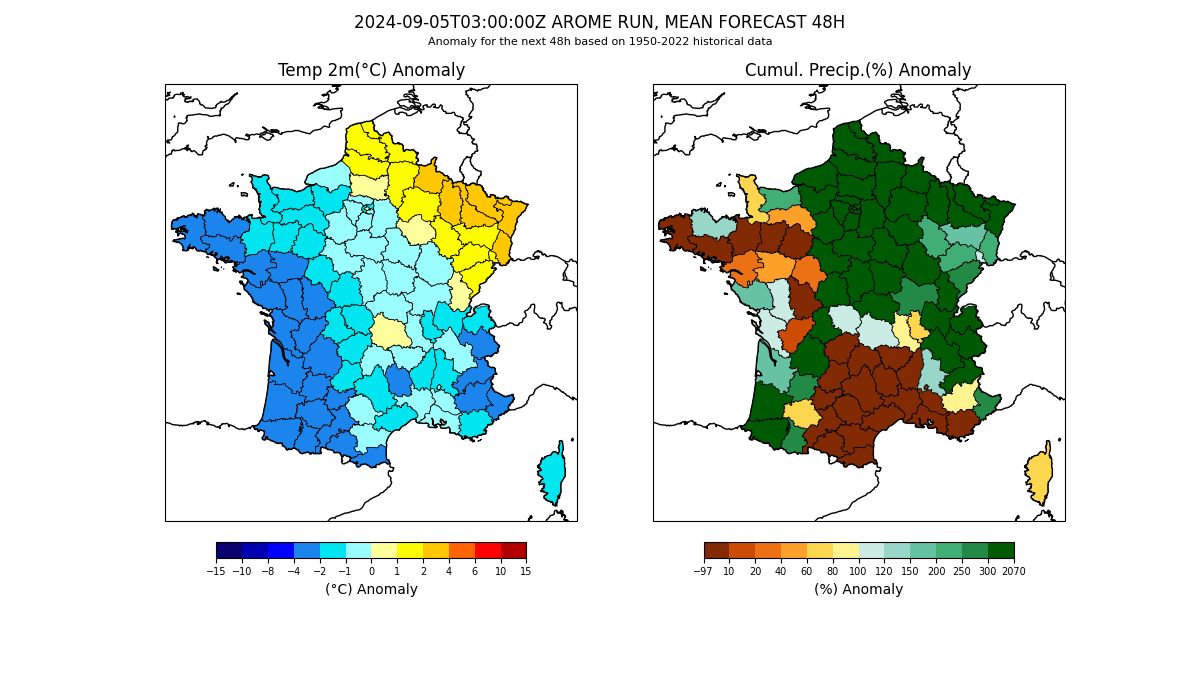 2024-09-05T03:00:00Z AROME RUN, MEAN FORECAST 48H
Anomaly for the next 48h based on 1950-2022 historical data
Temp 2m(°C) Anomaly
Cumul. Precip.(%) Anomaly
−15 −10 −8 −4 −2 −1 0 1 2 4 6 10 15
(°C) Anomaly
−97 10 20 40 60 80 100 120 150 200 250 300 2070
(%) Anomaly